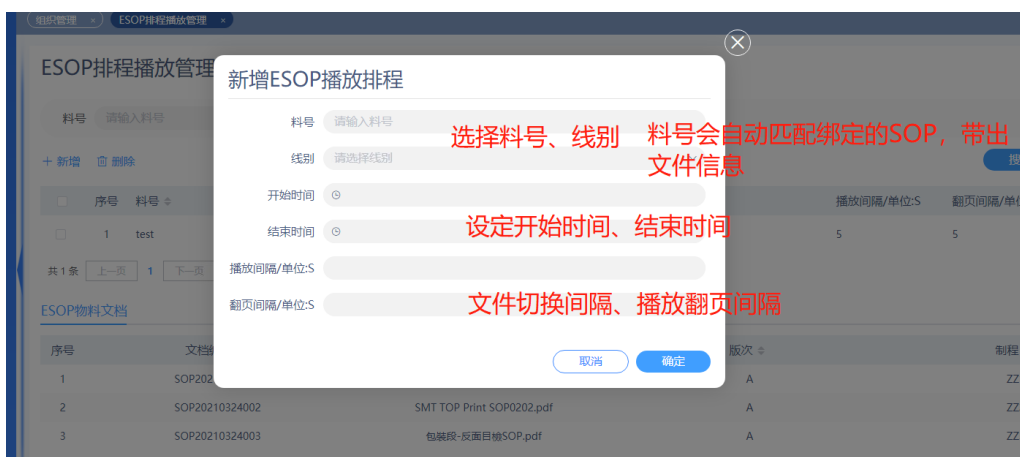 组织管理 × ESOP排程播放管理 ×
ESOP排程播放管理
新增ESOP播放排程
料号 请输入料号
料号 请输入料号
选择料号、线别
料号会自动匹配绑定的SOP，带出
文件信息
线别 请选择线别
+ 新增 删除
搜
开始时间
序号 料号
播放间隔/单位:S 翻页间隔/单位
结束时间
设定开始时间、结束时间
1 test
5 5
共 1 条 上一页 1 下一页
播放间隔/单位:S
翻页间隔/单位:S
文件切换间隔、播放翻页间隔
ESOP物料文档
取消 确定
序号 文档 版次 制程
1 SOP202 A ZZ
2 SOP20210324002 SMT TOP Print SOP0202.pdf A ZZ
3 SOP20210324003 包裝段-反面目檢SOP.pdf A ZZ